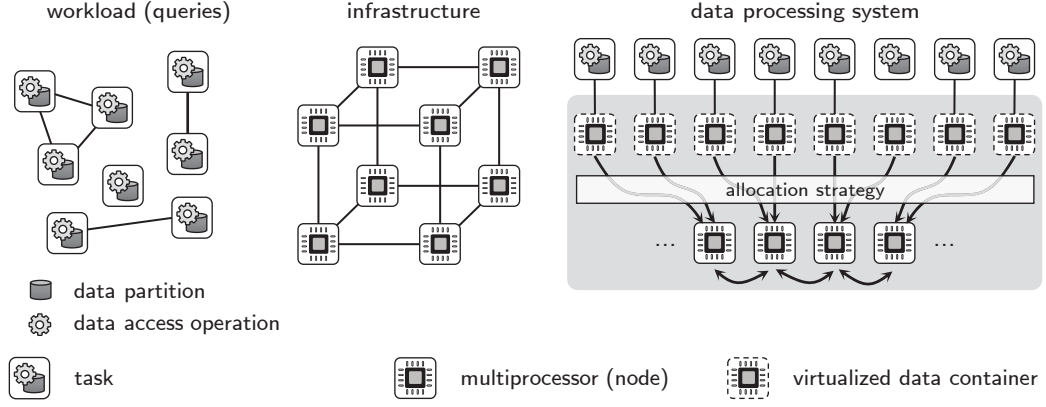 workload (queries)
infrastructure
data processing system
allocation strategy
...
...
data partition
data access operation
task
multiprocessor (node)
virtualized data container